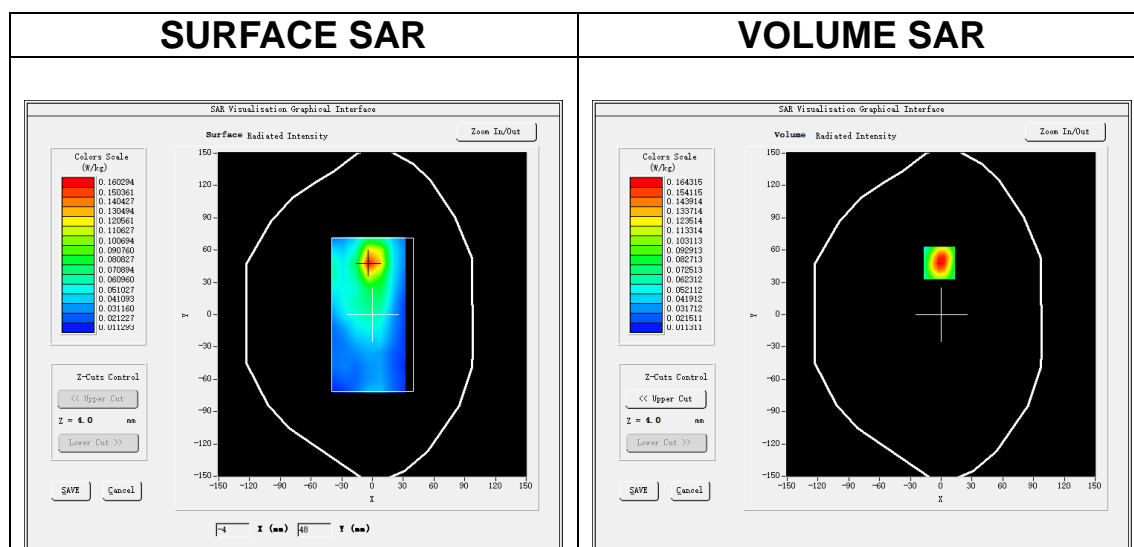 SURFACE SAR
VOLUME SAR
SAR Visualisation Graphical Interface
Surface Radiated Intensity
Zoom In/Out
Colors Scale
(W/kg)
0.160294
0.150361
0.140427
0.130494
0.120561
0.110627
0.100694
0.090760
0.080827
0.070894
0.060960
0.051027
0.041093
0.031160
0.021227
0.011293
150
120
90
60
30
0
-30
-60
-90
-120
-150
Y
-150 -120 -90 -60 -30 0 30 60 90 120 150
X
Z-Cuts Control
<< Upper Cut
Z = 4.0 mm
Lower Cut >>
SAVE Cancel
-4 X (mm) 48 Y (mm)
SAR Visualisation Graphical Interface
Volume Radiated Intensity
Zoom In/Out
Colors Scale
(W/kg)
0.164315
0.154115
0.143914
0.133714
0.123514
0.113314
0.103113
0.092913
0.082713
0.072513
0.062312
0.052112
0.041912
0.031712
0.021511
0.011311
150
120
90
60
30
0
-30
-60
-90
-120
-150
Y
-150 -120 -90 -60 -30 0 30 60 90 120 150
X
Z-Cuts Control
<< Upper Cut
Z = 4.0 mm
Lower Cut >>
SAVE Cancel